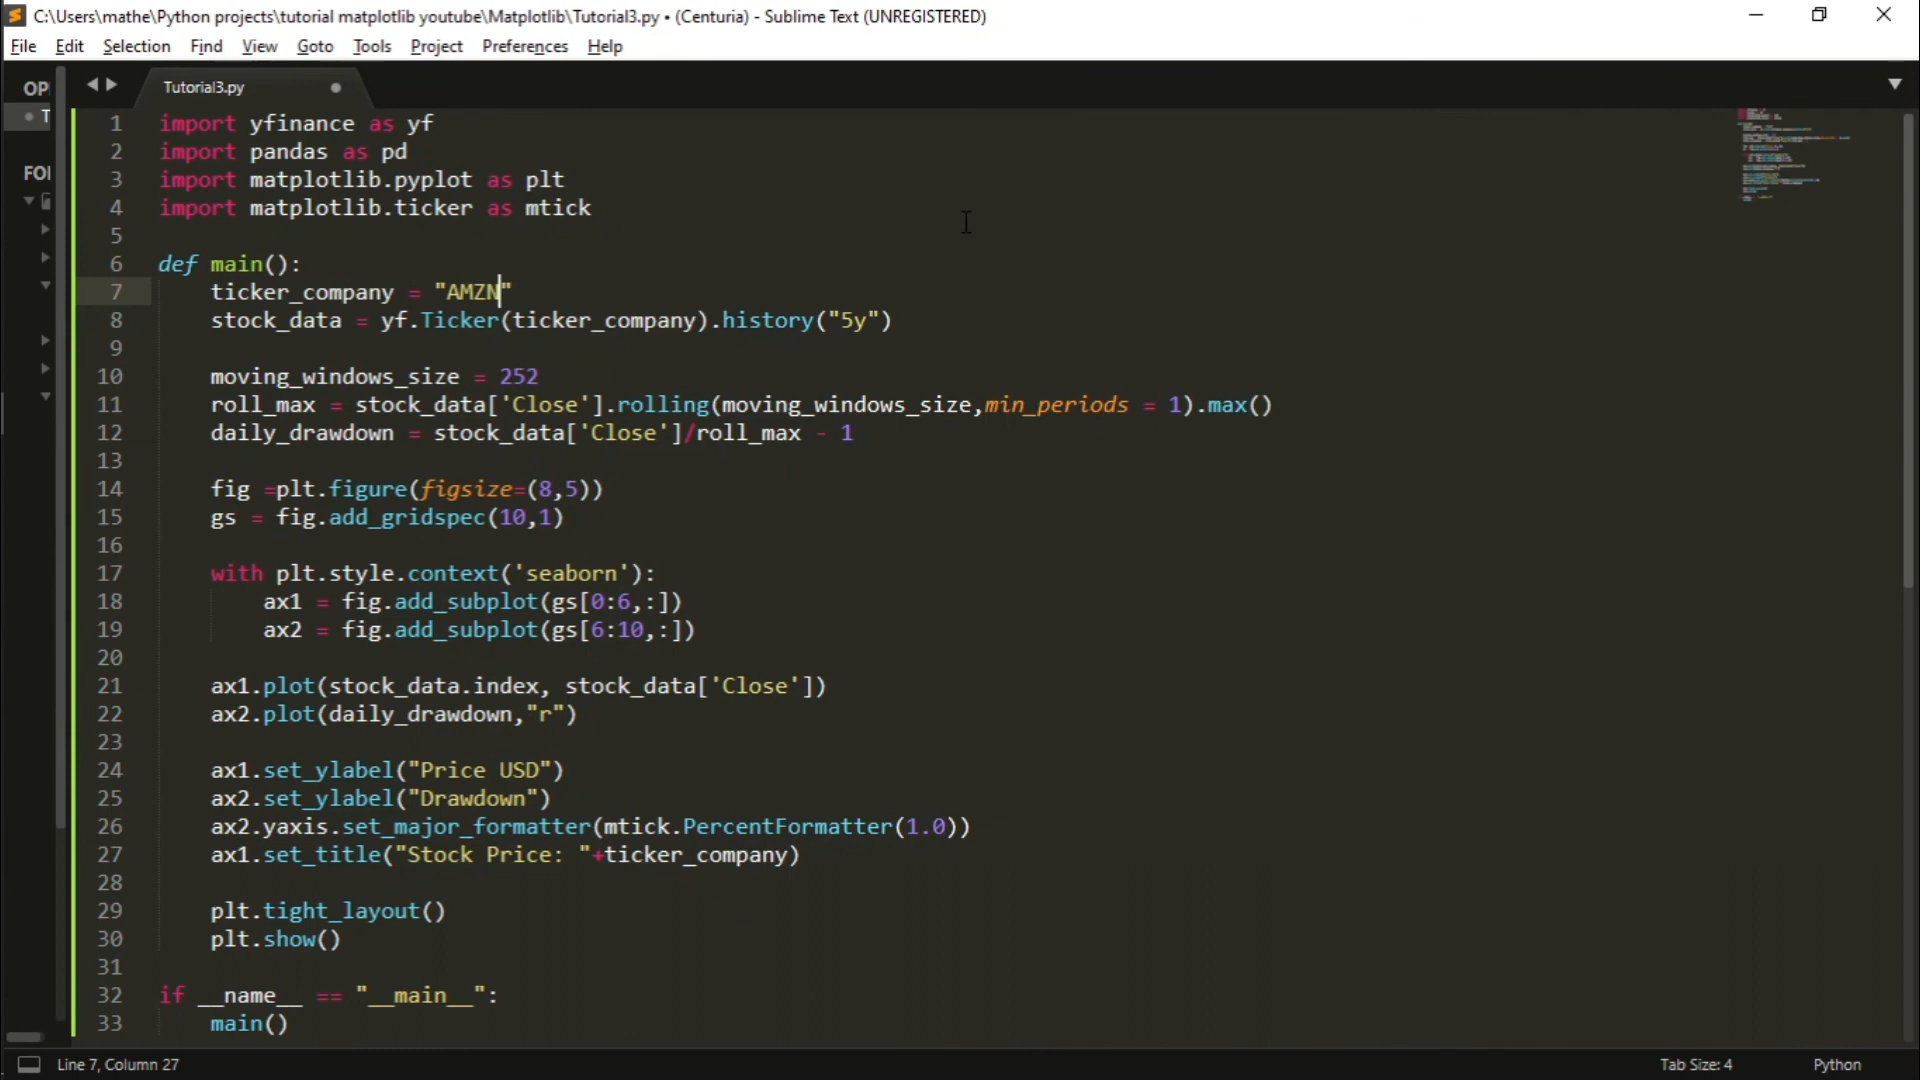 C:\Users\mathe\Python projects\tutorial matplotlib youtube\Matplotlib\Tutorial3.py • (Centuria) - Sublime Text (UNREGISTERED)
File Edit Selection Find View Goto Tools Project Preferences Help
OPI
Tutorial3.py
T
FOI
1 import yfinance as yf
2 import pandas as pd
3 import matplotlib.pyplot as plt
4 import matplotlib.ticker as mtick
5
6 def main():
7     ticker_company = "AMZN"
8     stock_data = yf.Ticker(ticker_company).history("5y")
9
10     moving_windows_size = 252
11     roll_max = stock_data['Close'].rolling(moving_windows_size,min_periods = 1).max()
12     daily_drawdown = stock_data['Close']/roll_max - 1
13
14     fig =plt.figure(figsize=(8,5))
15     gs = fig.add_gridspec(10,1)
16
17     with plt.style.context('seaborn'):
18         ax1 = fig.add_subplot(gs[0:6,:])
19         ax2 = fig.add_subplot(gs[6:10,:])
20
21     ax1.plot(stock_data.index, stock_data['Close'])
22     ax2.plot(daily_drawdown,"r")
23
24     ax1.set_ylabel("Price USD")
25     ax2.set_ylabel("Drawdown")
26     ax2.yaxis.set_major_formatter(mtick.PercentFormatter(1.0))
27     ax1.set_title("Stock Price: "+ticker_company)
28
29     plt.tight_layout()
30     plt.show()
31
32 if __name__ == "__main__":
33     main()
Line 7, Column 27
Tab Size: 4
Python